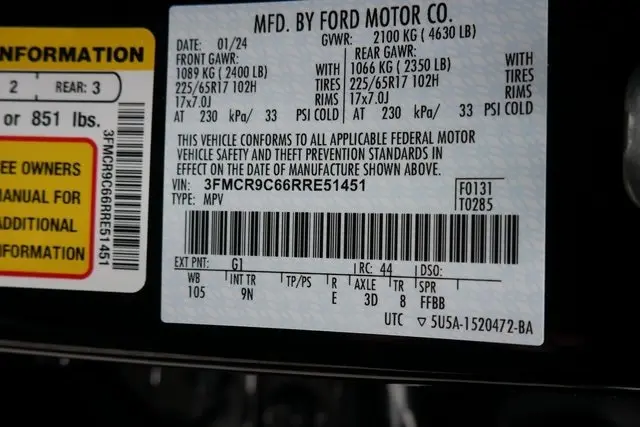 NFORMATION
2 REAR: 3
or 851 lbs.
EE OWNERS
MANUAL FOR
ADDITIONAL
NFORMATION
3FMCR9C66RRE51451
MFD. BY FORD MOTOR CO.
DATE: 01/24 GVWR: 2100 KG ( 4630 LB)
FRONT GAWR: REAR GAWR:
1089 KG ( 2400 LB) WITH 1066 KG ( 2350 LB) WITH
225/65R17 102H TIRES 225/65R17 102H TIRES
17x7.0J RIMS 17x7.0J RIMS
AT 230 kPa/ 33 PSI COLD AT 230 kPa/ 33 PSI COLD
THIS VEHICLE CONFORMS TO ALL APPLICABLE FEDERAL MOTOR
VEHICLE SAFETY AND THEFT PREVENTION STANDARDS IN
EFFECT ON THE DATE OF MANUFACTURE SHOWN ABOVE.
VIN: 3FMCR9C66RRE51451 F0131
TYPE: MPV T0285
EXT PNT: G1 RC: 44 DSO:
WB INT TR TP/PS R AXLE TR SPR
105 9N E 3D 8 FFBB
UTC ▽ 5U5A-1520472-BA